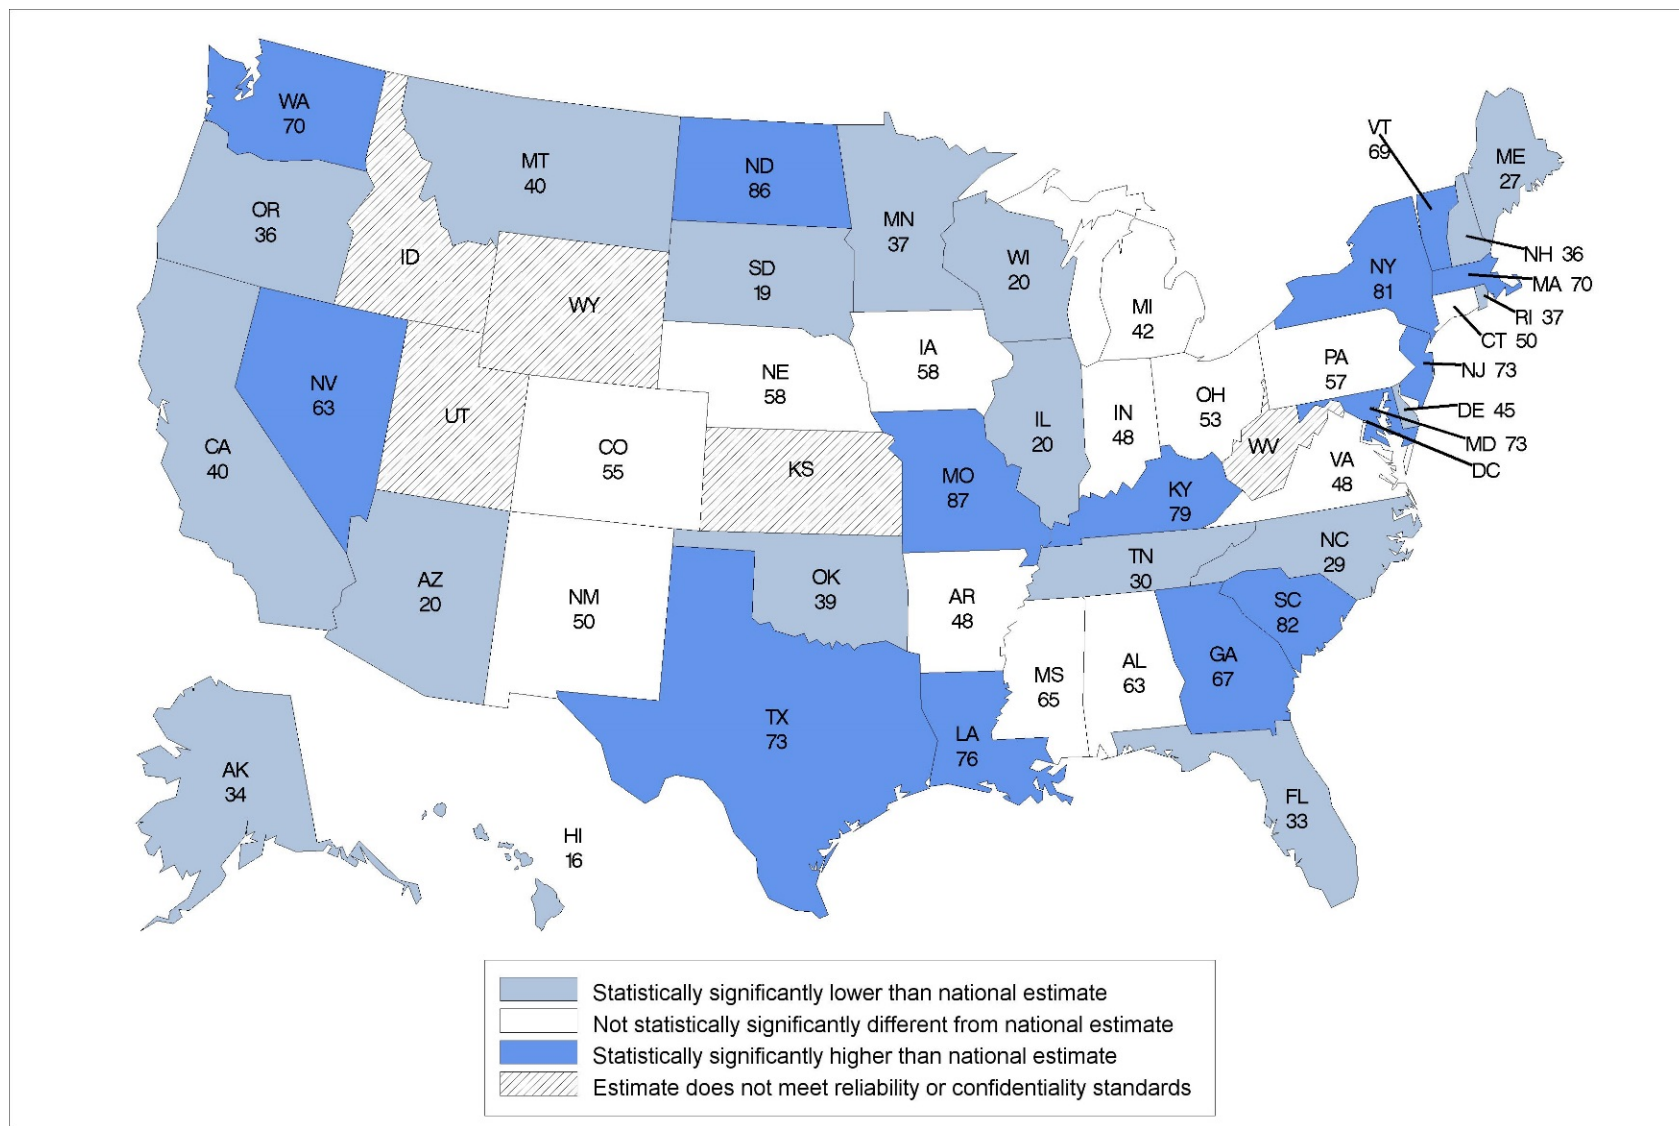 WA
70
MT
40
ND
86
OR
36
ID
MN
37
SD
19
WI
20
WY
MI
42
VT
69
ME
27
NH 36
MA 70
NY
81
RI 37
CT 50
NJ 73
DE 45
MD 73
DC
NV
63
UT
CO
55
NE
58
IA
58
IL
20
IN
48
OH
53
PA
57
WV
VA
48
CA
40
KS
MO
87
KY
79
AZ
20
NM
50
OK
39
AR
48
TN
30
NC
29
SC
82
TX
73
LA
76
MS
65
AL
63
GA
67
FL
33
AK
34
HI
16
Statistically significantly lower than national estimate
Not statistically significantly different from national estimate
Statistically significantly higher than national estimate
Estimate does not meet reliability or confidentiality standards